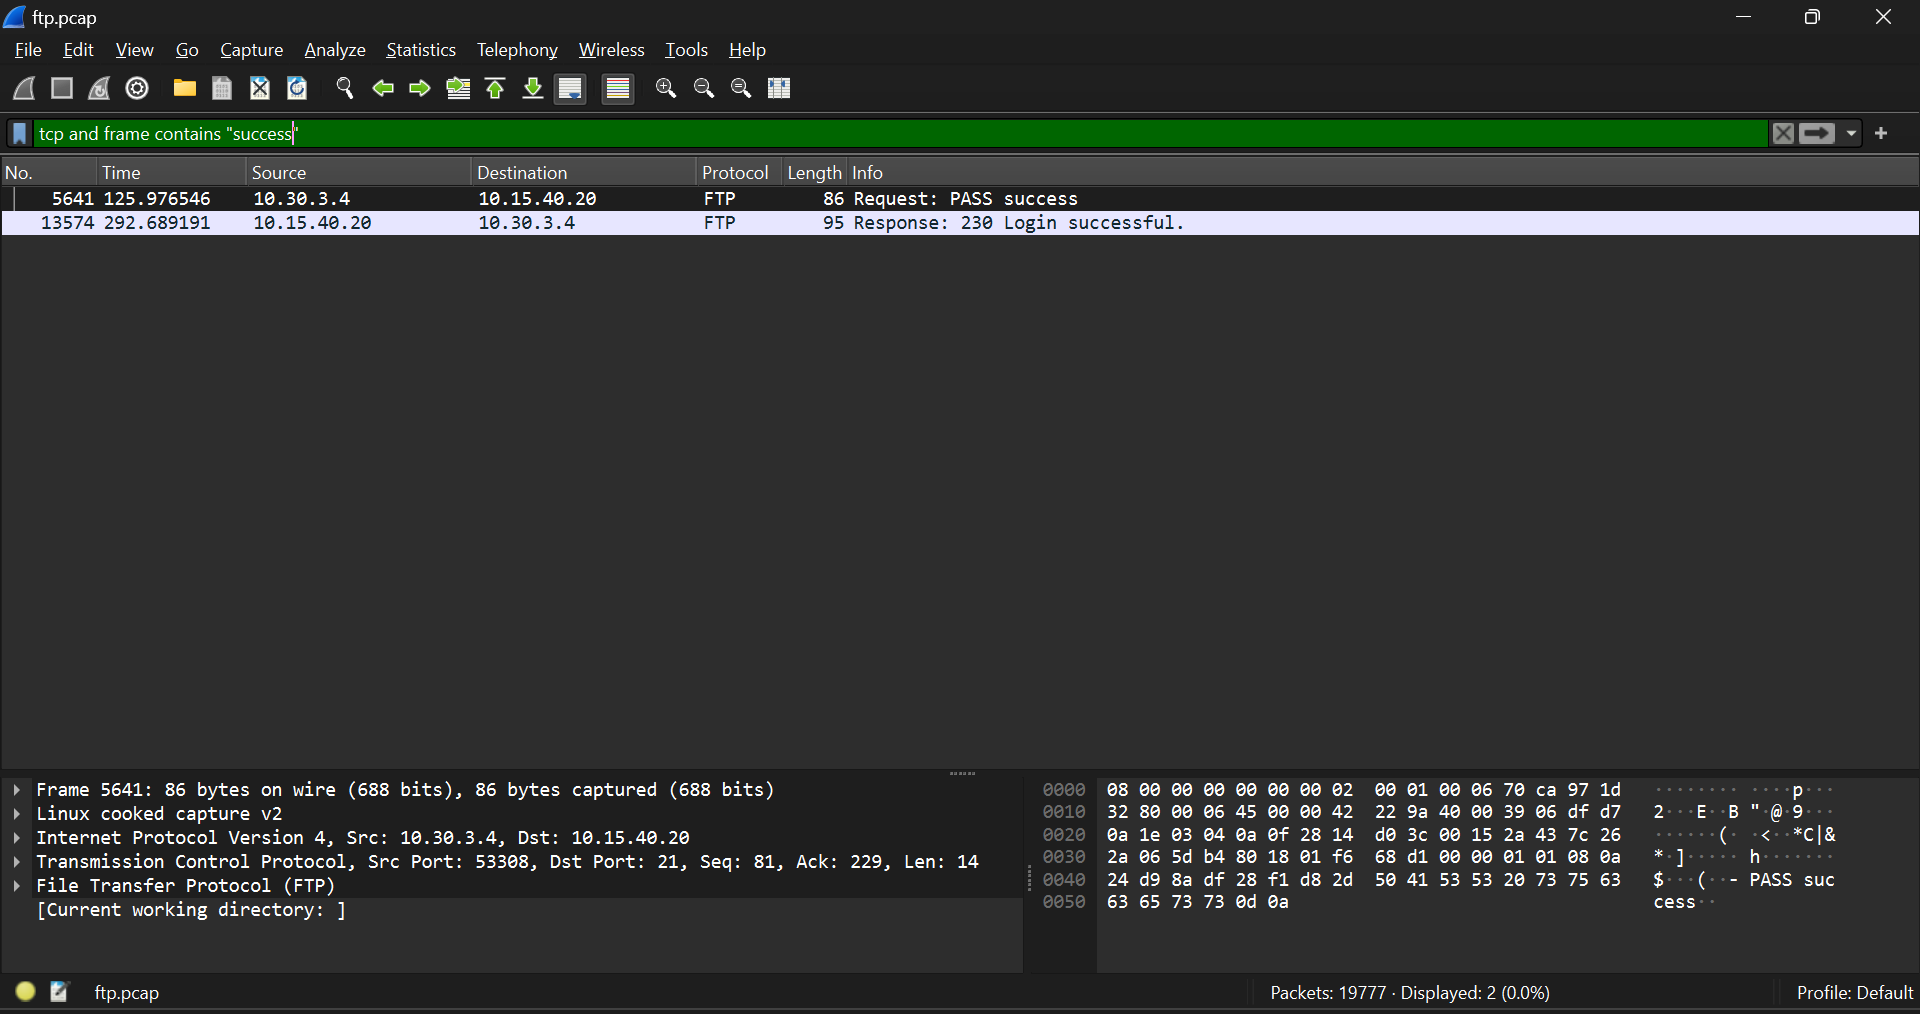 ftp.pcap
File Edit View Go Capture Analyze Statistics Telephony Wireless Tools Help
tcp and frame contains "success"
No. Time Source Destination Protocol Length Info
5641 125.976546 10.30.3.4 10.15.40.20 FTP 86 Request: PASS success
13574 292.689191 10.15.40.20 10.30.3.4 FTP 95 Response: 230 Login successful.
Frame 5641: 86 bytes on wire (688 bits), 86 bytes captured (688 bits)
Linux cooked capture v2
Internet Protocol Version 4, Src: 10.30.3.4, Dst: 10.15.40.20
Transmission Control Protocol, Src Port: 53308, Dst Port: 21, Seq: 81, Ack: 229, Len: 14
File Transfer Protocol (FTP)
[Current working directory: ]
0000 08 00 00 00 00 00 00 02 00 01 00 06 70 ca 97 1d ········ ····p···
0010 32 80 00 06 45 00 00 42 22 9a 40 00 39 06 df d7 2···E··B "·@·9···
0020 0a 1e 03 04 0a 0f 28 14 d0 3c 00 15 2a 43 7c 26 ······(· ·<··*C|&
0030 2a 06 5d b4 80 18 01 f6 68 d1 00 00 01 01 08 0a *·]····· h·······
0040 24 d9 8a df 28 f1 d8 2d 50 41 53 53 20 73 75 63 $···(··- PASS suc
0050 63 65 73 73 0d 0a cess··
ftp.pcap Packets: 19777 · Displayed: 2 (0.0%) Profile: Default